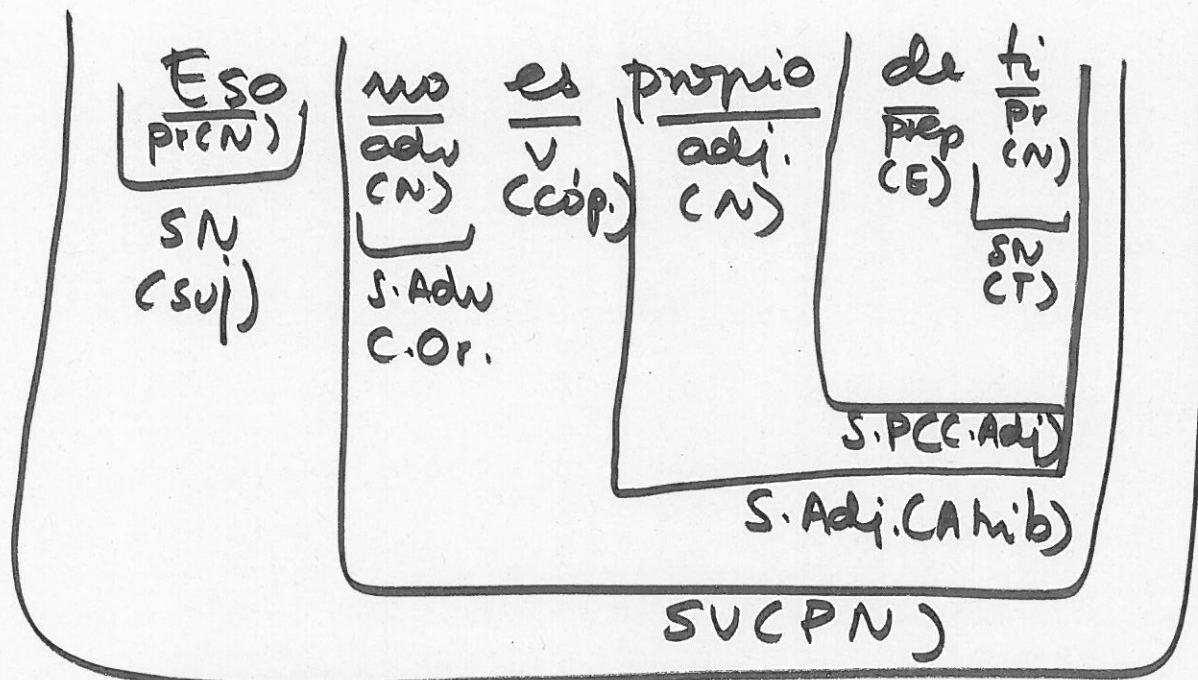 Eso no es propio de ti
pr(N) adv v adj. prep pr
(N) (cóp.) (N) (E) (N)
SN SN
(suj) S.Adv (T)
C.Or.
S.P(C.Adj)
S.Adj.(Atrib)
SV(PN)